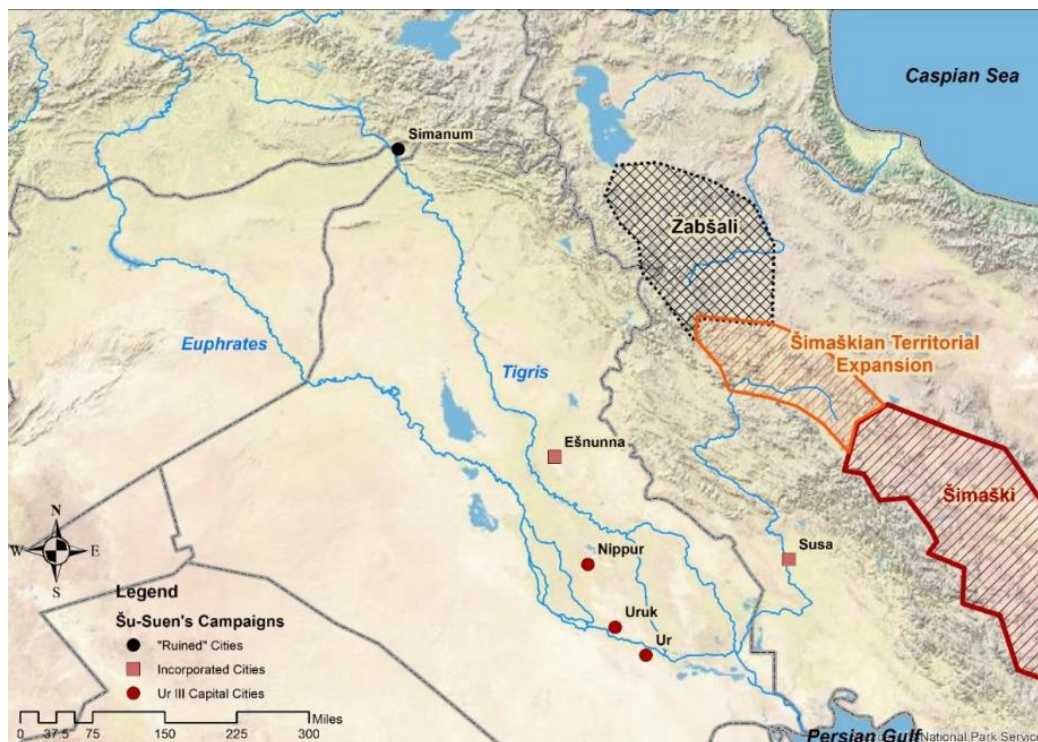 Caspian Sea
Simanum
Zabšali
Šimaškian Territorial
Expansion
Euphrates
Tigris
Ešnunna
Šimaški
N
W E
S
Nippur
Susa
Uruk
Ur
Legend
Šu-Suen's Campaigns
"Ruined" Cities
Incorporated Cities
Ur III Capital Cities
Miles
0 37.5 75 150 225 300
Persian Gulf
National Park Service